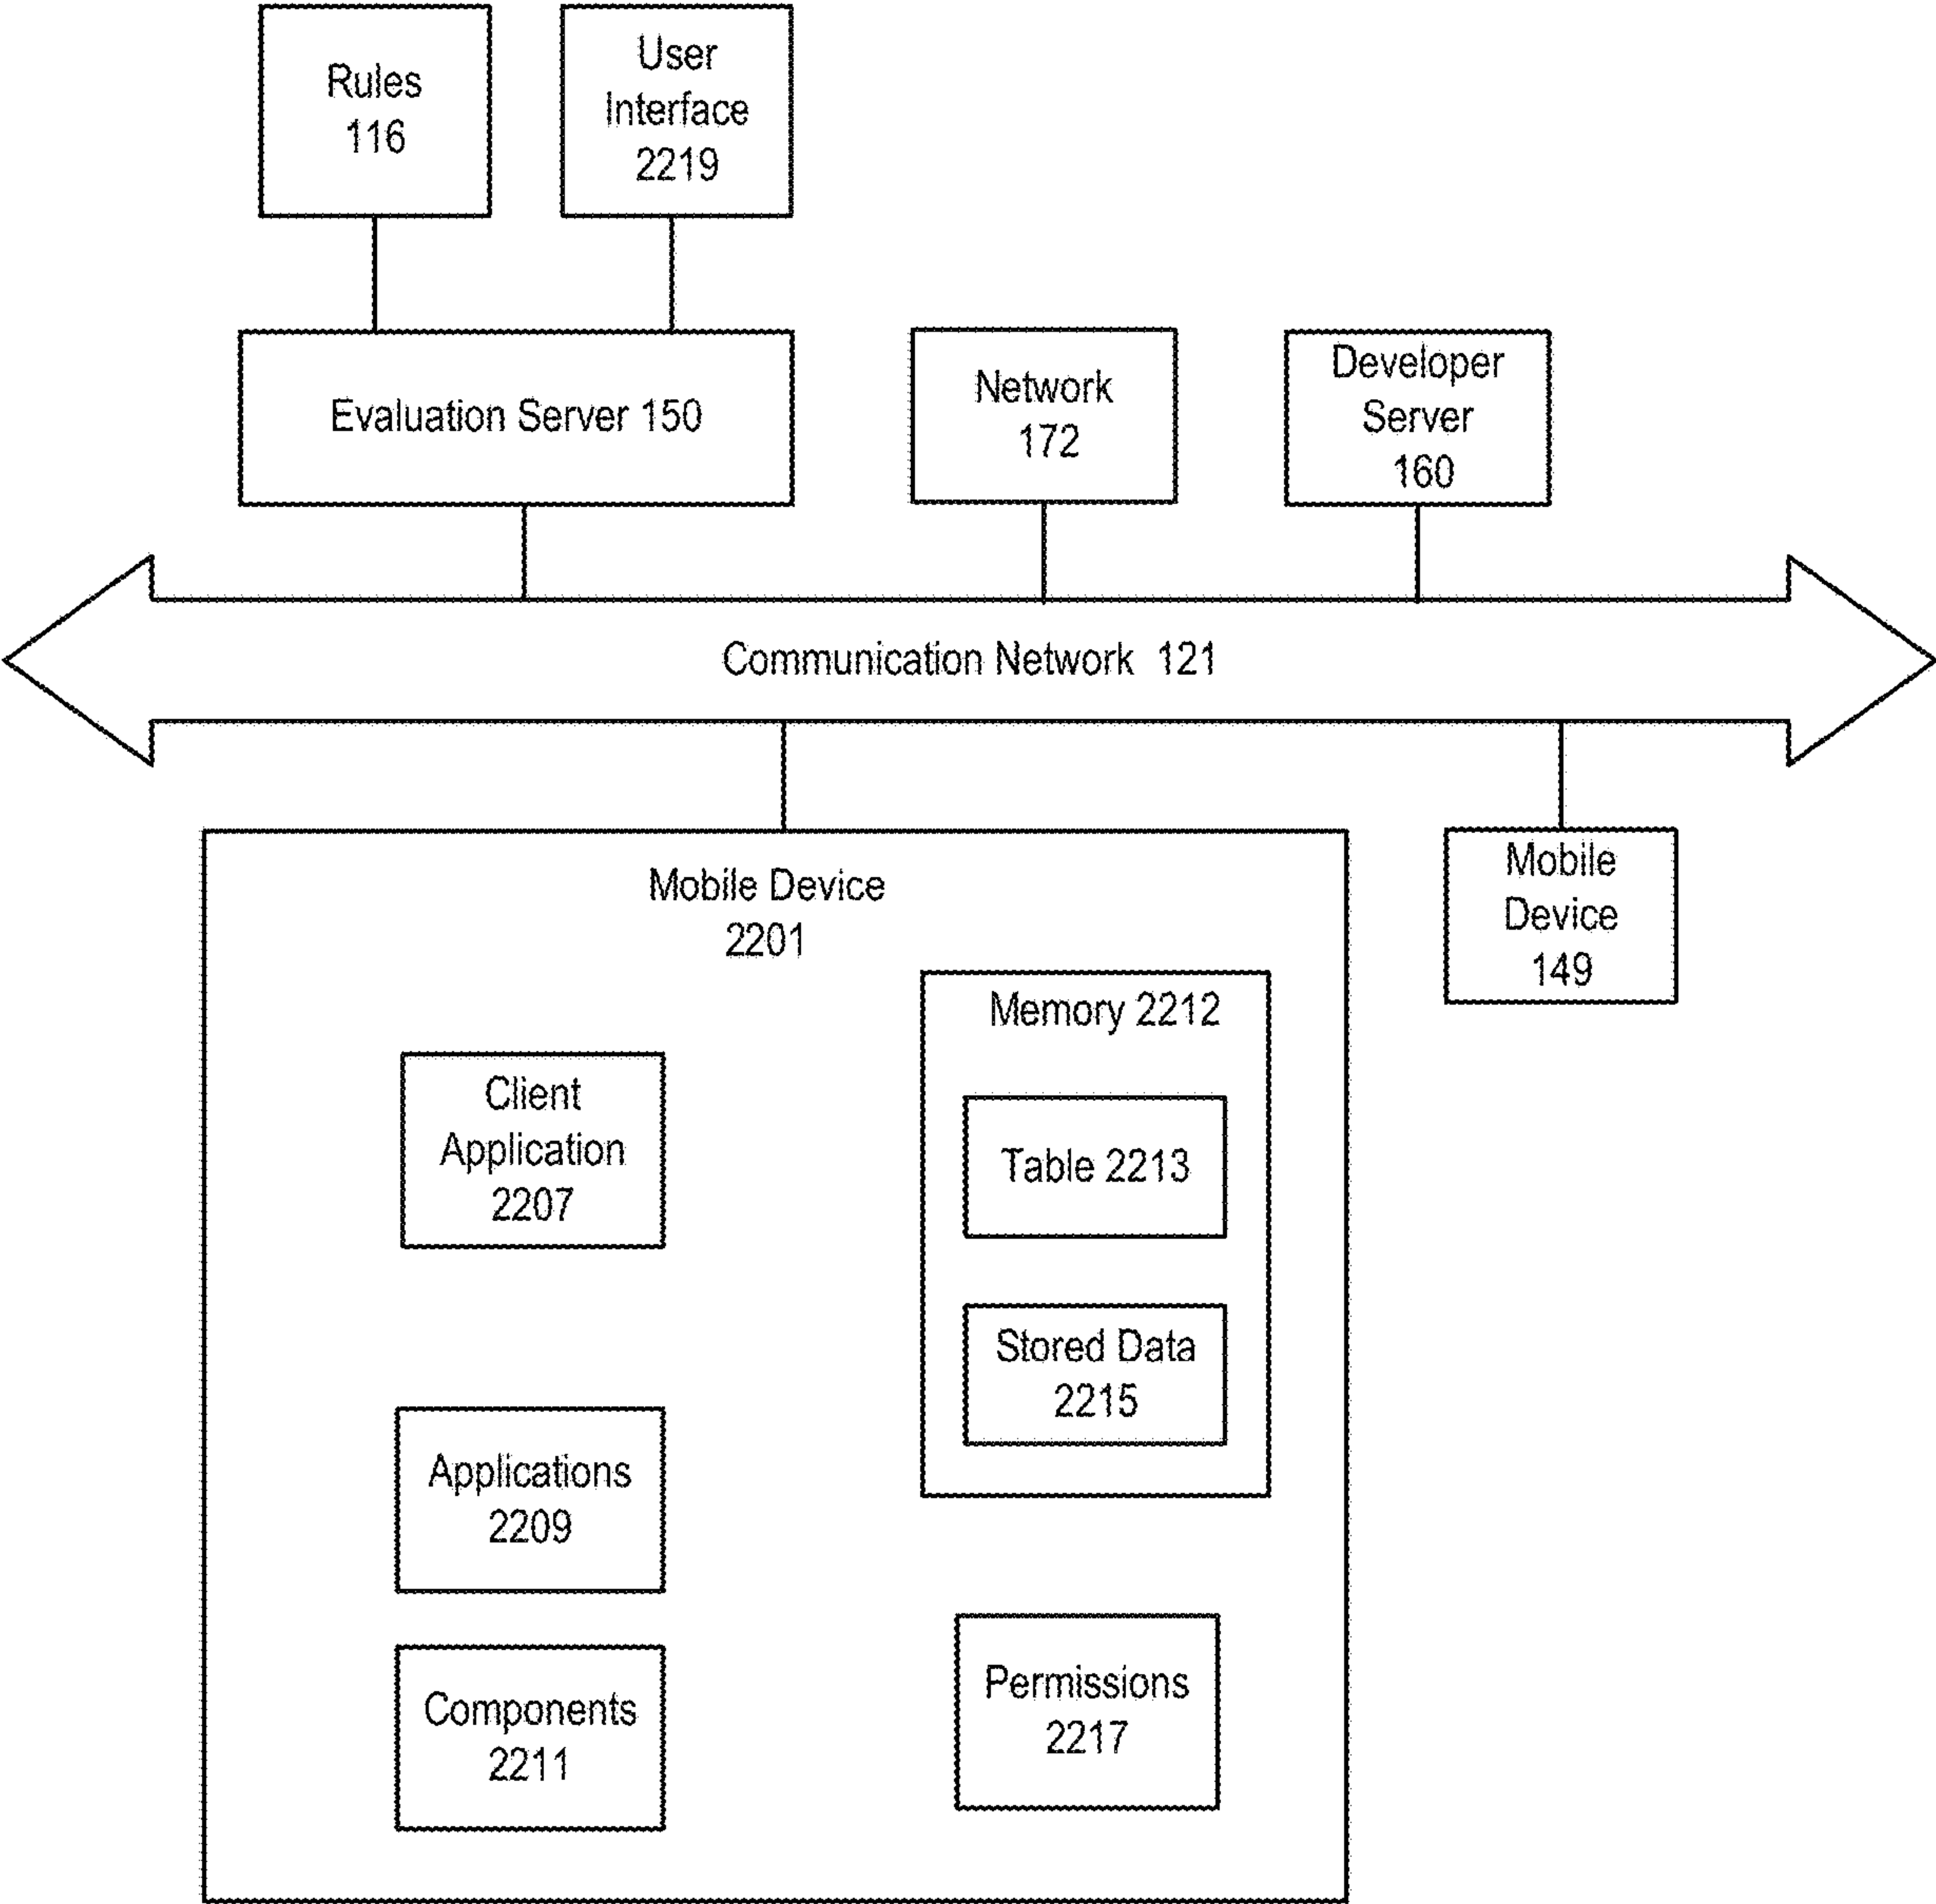 Rules
116
User
Interface
2219
Evaluation Server 150
Network
172
Developer
Server
160
Communication Network 121
Mobile Device
2201
Mobile
Device
149
Memory 2212
Client
Application
2207
Table 2213
Stored Data
2215
Applications
2209
Components
2211
Permissions
2217